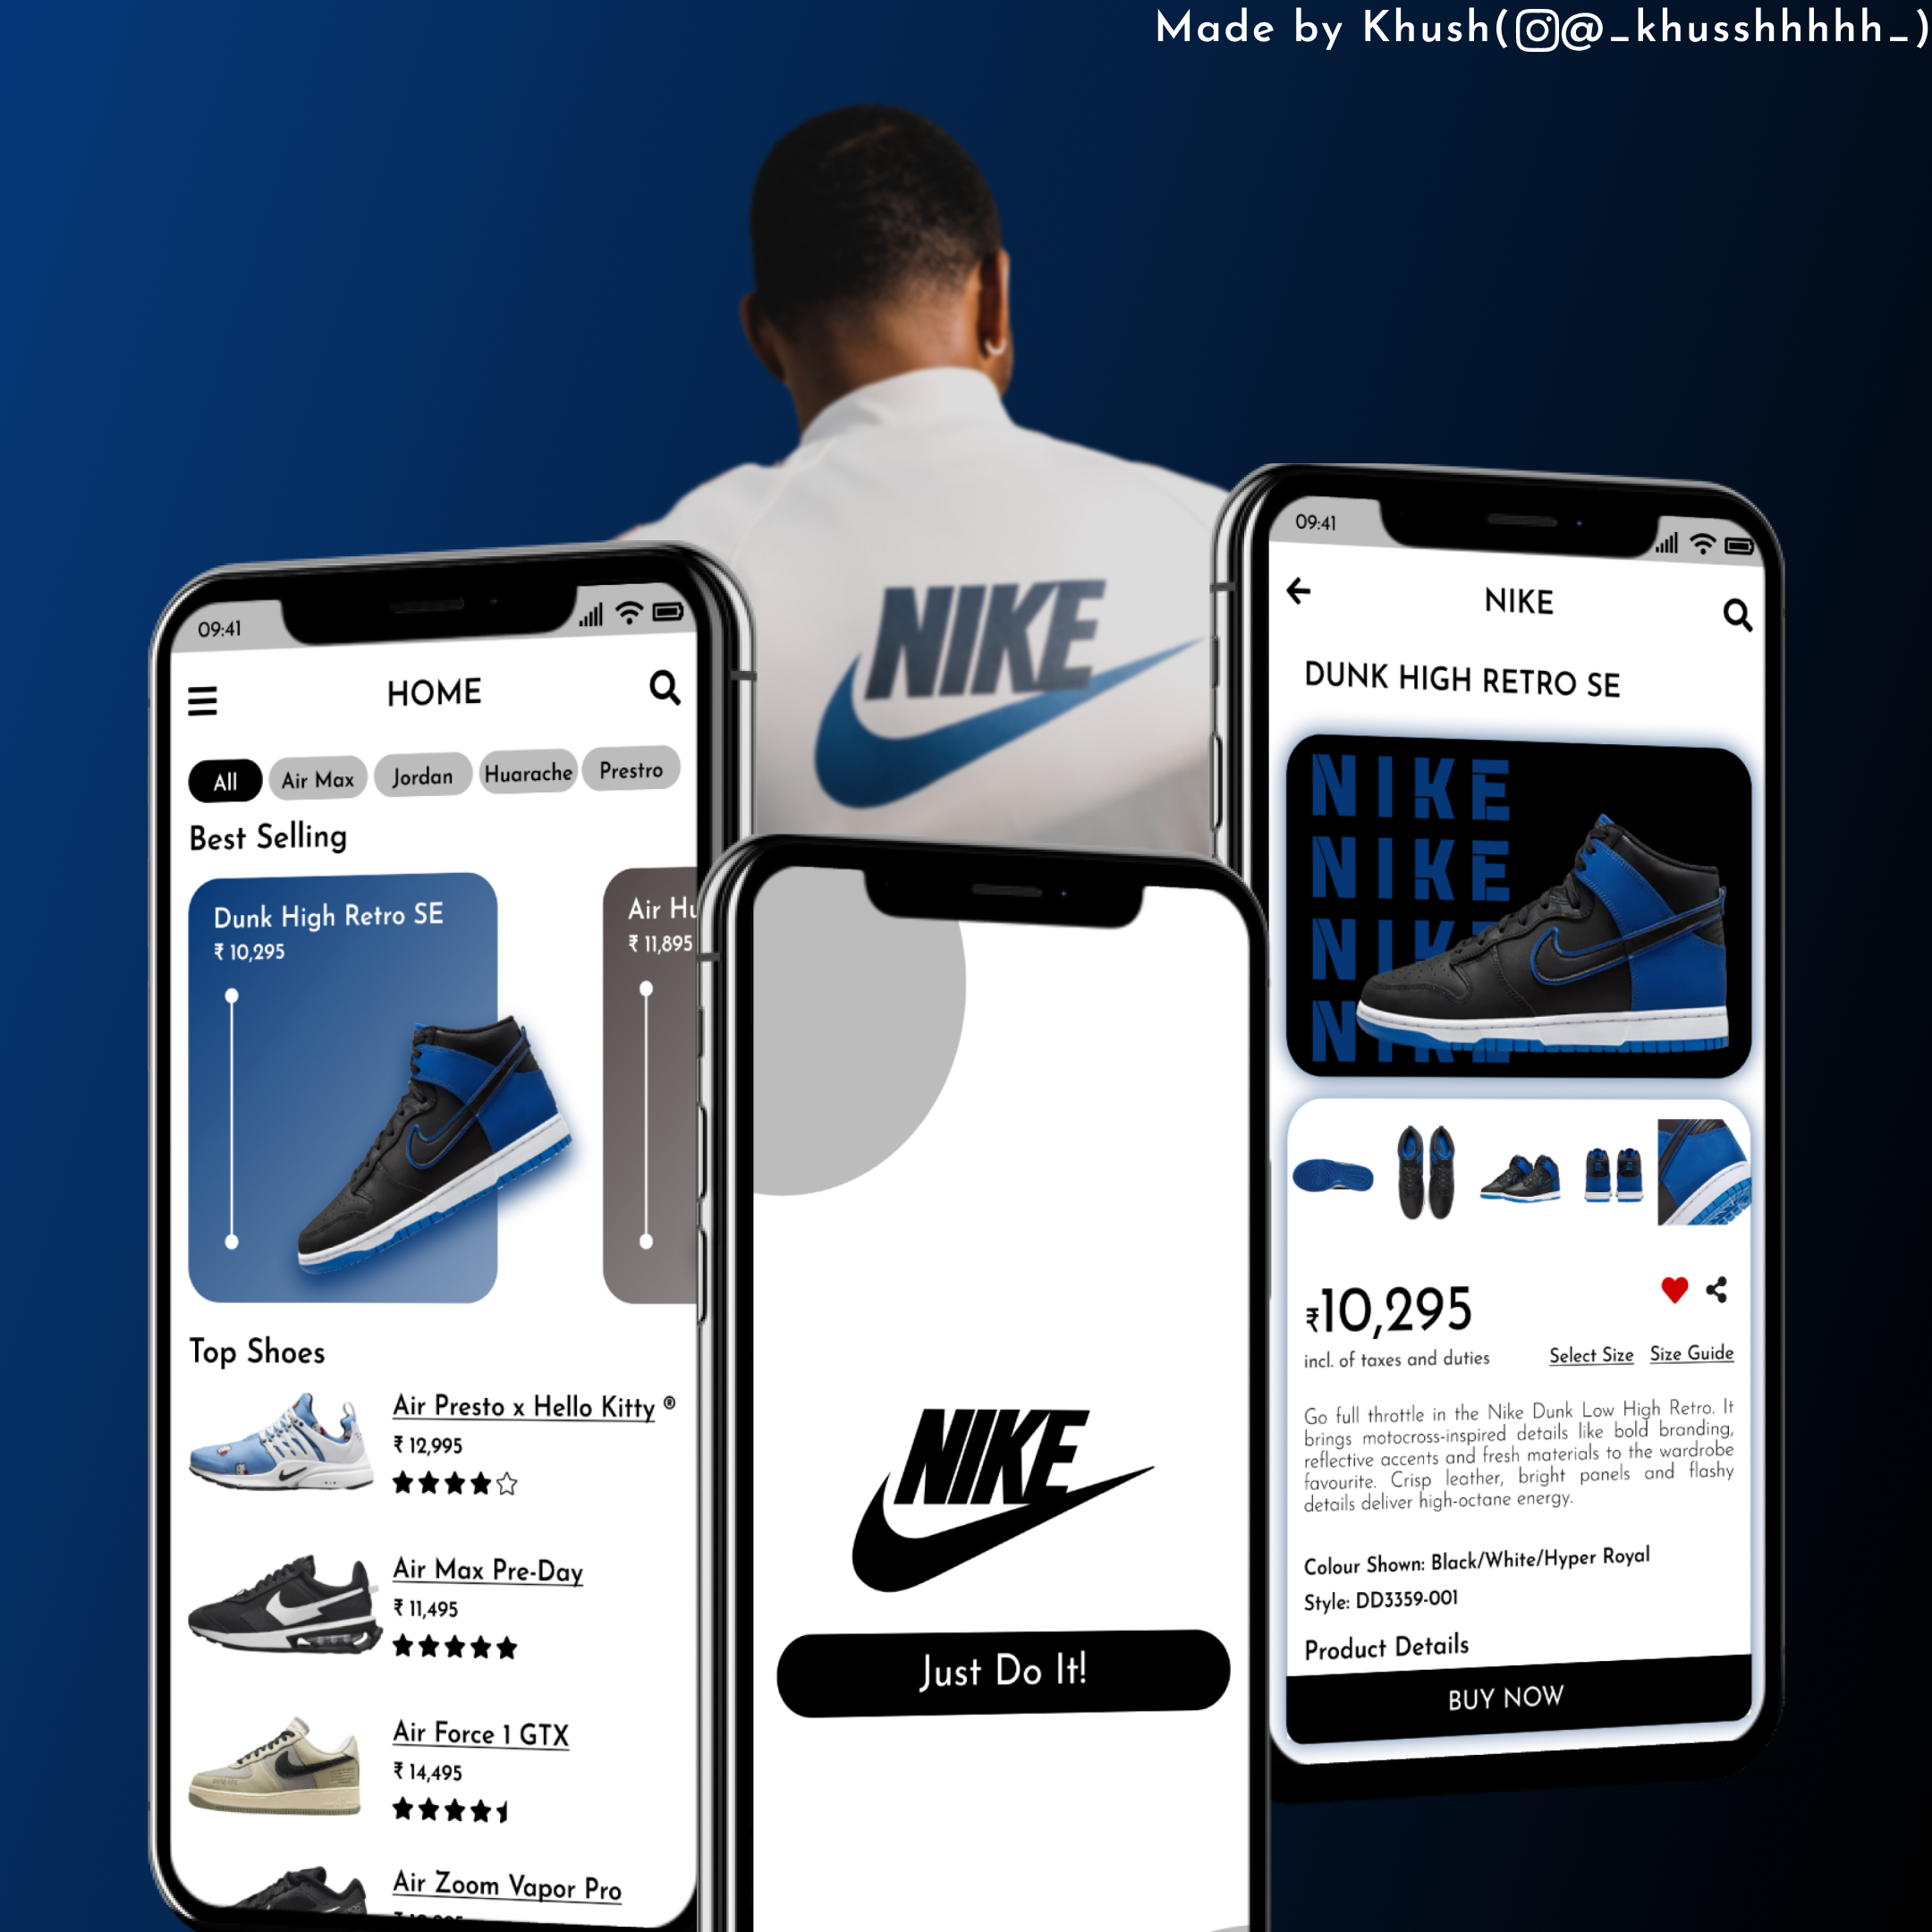 Made by Khush(@_khusshhhhh_)
NIKE
09:41
HOME
All
Air Max
Jordan
Huarache
Prestro
Best Selling
Dunk High Retro SE
₹ 10,295
Air Hu
₹ 11,895
Top Shoes
Air Presto x Hello Kitty ®
₹ 12,995
Air Max Pre-Day
₹ 11,495
Air Force 1 GTX
₹ 14,495
Air Zoom Vapor Pro
NIKE
Just Do It!
09:41
NIKE
DUNK HIGH RETRO SE
NIKE
NIKE
NIKE
NIKE
₹10,295
incl. of taxes and duties
Select Size
Size Guide
Go full throttle in the Nike Dunk Low High Retro. It
brings motocross-inspired details like bold branding,
reflective accents and fresh materials to the wardrobe
favourite. Crisp leather, bright panels and flashy
details deliver high-octane energy.
Colour Shown: Black/White/Hyper Royal
Style: DD3359-001
Product Details
BUY NOW